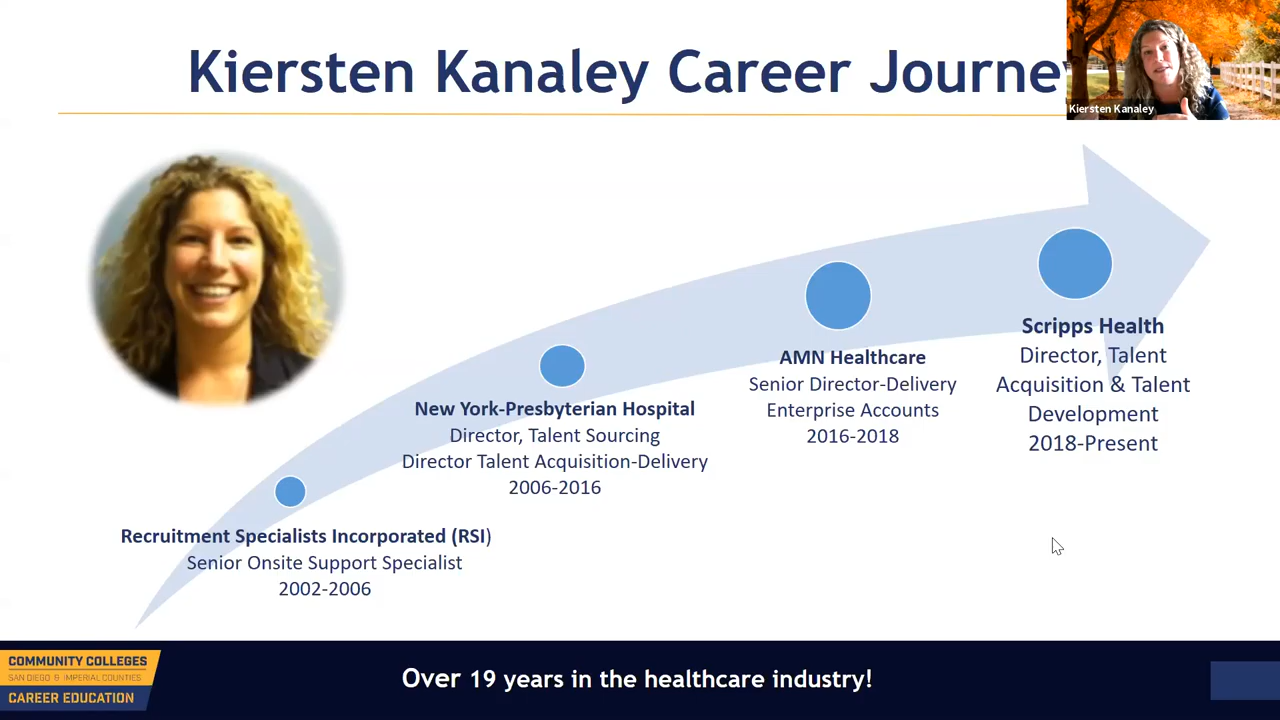 Kiersten Kanaley Career Journe
Kiersten Kanaley
Scripps Health
Director, Talent
Acquisition & Talent
Development
2018-Present
AMN Healthcare
Senior Director-Delivery
Enterprise Accounts
2016-2018
New York-Presbyterian Hospital
Director, Talent Sourcing
Director Talent Acquisition-Delivery
2006-2016
Recruitment Specialists Incorporated (RSI)
Senior Onsite Support Specialist
2002-2006
COMMUNITY COLLEGES
SAN DIEGO & IMPERIAL COUNTIES
CAREER EDUCATION
Over 19 years in the healthcare industry!